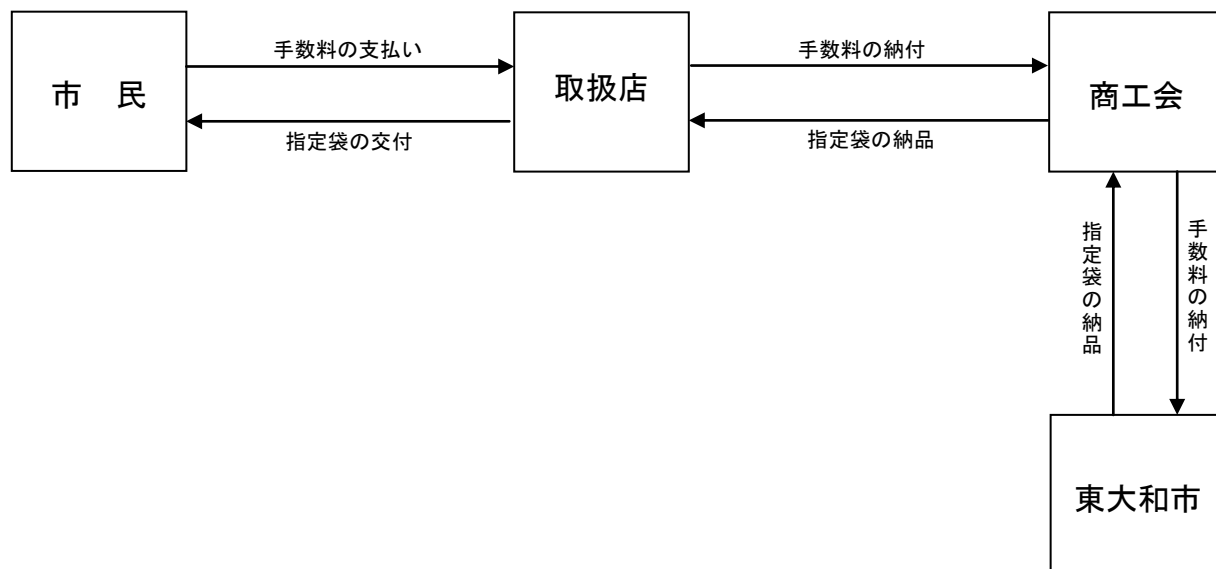 手数料の支払い
手数料の納付
市　民
取扱店
商工会
指定袋の交付
指定袋の納品
指定袋の納品
手数料の納付
東大和市